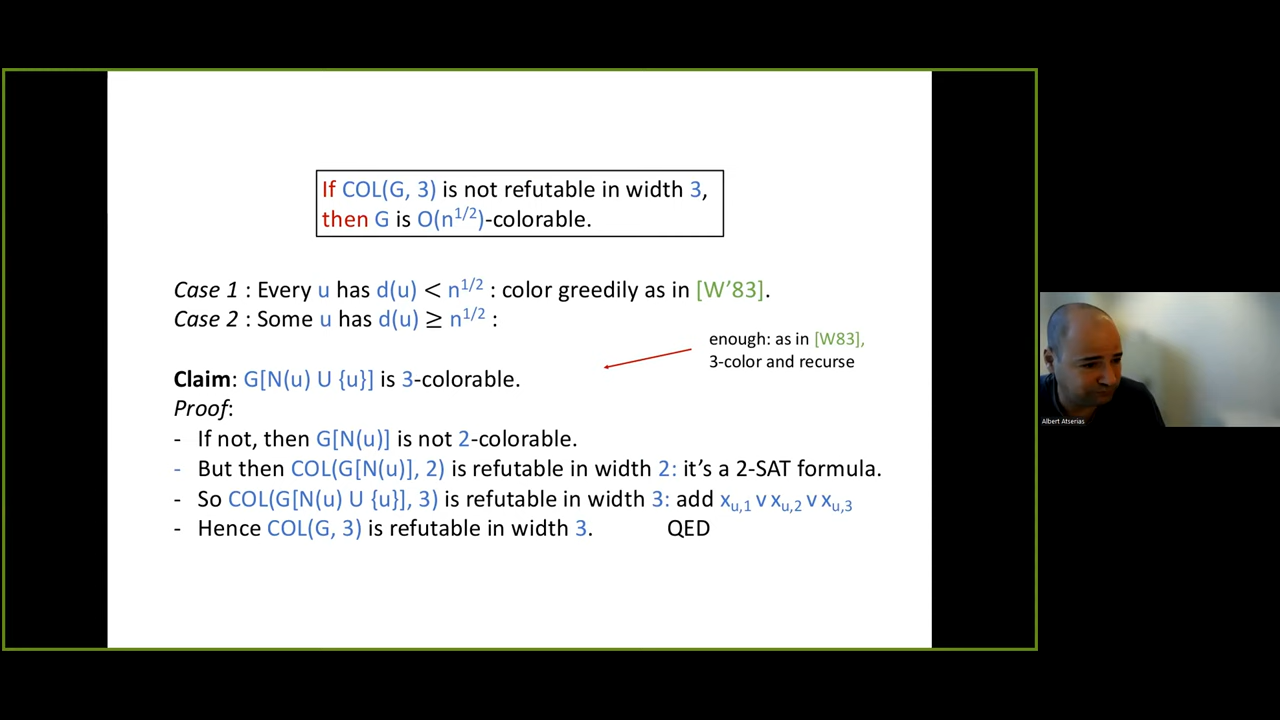 If COL(G, 3) is not refutable in width 3,
then G is O(n^{1/2})-colorable.
Case 1 : Every u has d(u) < n^{1/2} : color greedily as in [W’83].
Case 2 : Some u has d(u) ≥ n^{1/2} :
enough: as in [W83],
3-color and recurse
Claim: G[N(u) U {u}] is 3-colorable.
Proof:
- If not, then G[N(u)] is not 2-colorable.
- But then COL(G[N(u)], 2) is refutable in width 2: it’s a 2-SAT formula.
- So COL(G[N(u) U {u}], 3) is refutable in width 3: add x_{u,1} v x_{u,2} v x_{u,3}
- Hence COL(G, 3) is refutable in width 3. QED
Albert Atserias